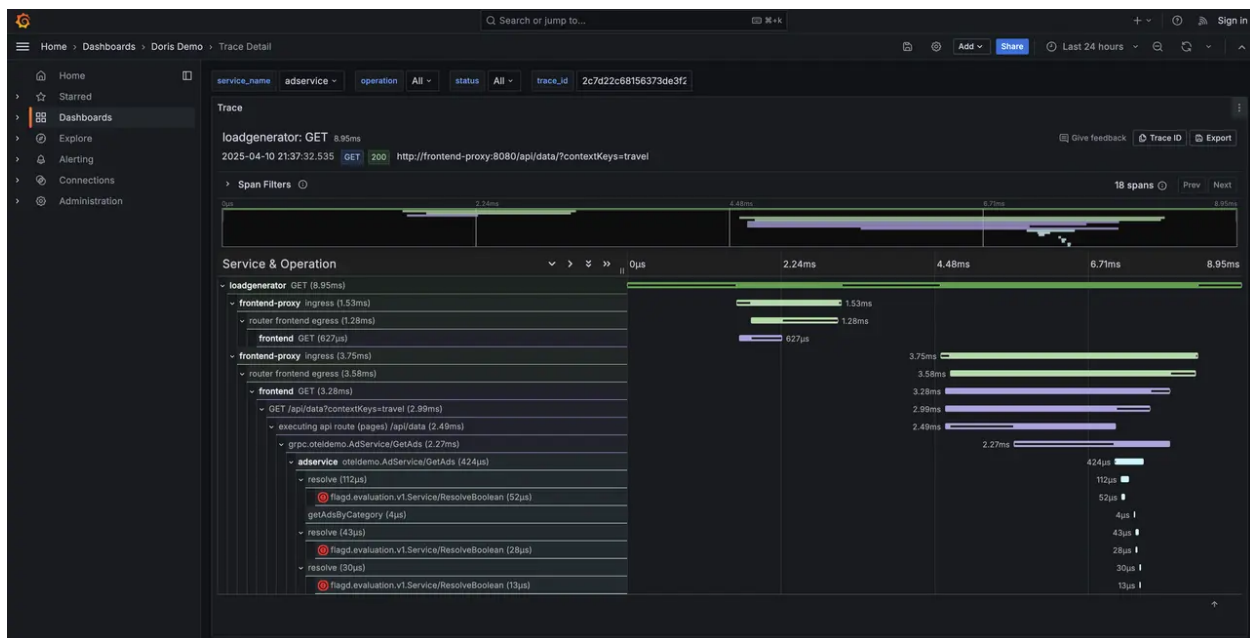 Search or jump to...
⌘+k
Sign in
Home › Dashboards › Doris Demo › Trace Detail
Add
Share
Last 24 hours
Home
Starred
Dashboards
Explore
Alerting
Connections
Administration
service_name adservice operation All status All trace_id 2c7d22c68156373de3f2
Trace
loadgenerator: GET 8.95ms
Give feedback Trace ID Export
2025-04-10 21:37:32.535 GET 200 http://frontend-proxy:8080/api/data/?contextKeys=travel
Span Filters
18 spans Prev Next
0μs 2.24ms 4.48ms 6.71ms 8.95ms
Service & Operation
0μs 2.24ms 4.48ms 6.71ms 8.95ms
loadgenerator GET (8.95ms)
frontend-proxy ingress (1.53ms) 1.53ms
router frontend egress (1.28ms) 1.28ms
frontend GET (627μs) 627μs
frontend-proxy ingress (3.75ms) 3.75ms
router frontend egress (3.58ms) 3.58ms
frontend GET (3.28ms) 3.28ms
GET /api/data?contextKeys=travel (2.99ms) 2.99ms
executing api route (pages) /api/data (2.49ms) 2.49ms
grpc.oteldemo.AdService/GetAds (2.27ms) 2.27ms
adservice oteldemo.AdService/GetAds (424μs) 424μs
resolve (112μs) 112μs
flagd.evaluation.v1.Service/ResolveBoolean (52μs) 52μs
getAdsByCategory (4μs) 4μs
resolve (43μs) 43μs
flagd.evaluation.v1.Service/ResolveBoolean (28μs) 28μs
resolve (30μs) 30μs
flagd.evaluation.v1.Service/ResolveBoolean (13μs) 13μs